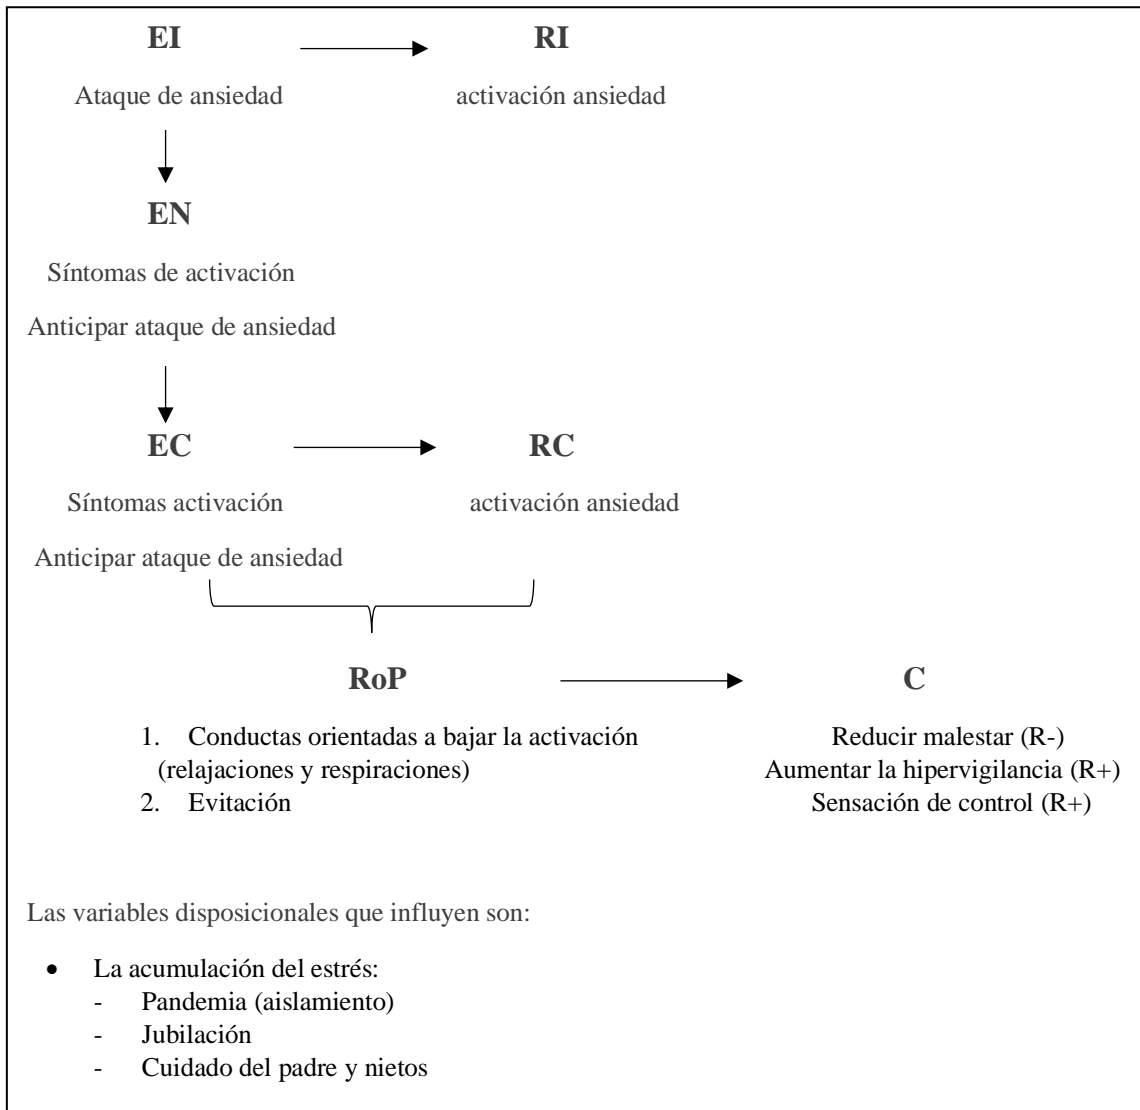 EI RI
Ataque de ansiedad activación ansiedad
EN
Síntomas de activación
Anticipar ataque de ansiedad
EC RC
Síntomas activación activación ansiedad
Anticipar ataque de ansiedad
RoP C
1. Conductas orientadas a bajar la activación Reducir malestar (R-)
(relajaciones y respiraciones) Aumentar la hipervigilancia (R+)
2. Evitación Sensación de control (R+)
Las variables disposicionales que influyen son:
• La acumulación del estrés:
- Pandemia (aislamiento)
- Jubilación
- Cuidado del padre y nietos